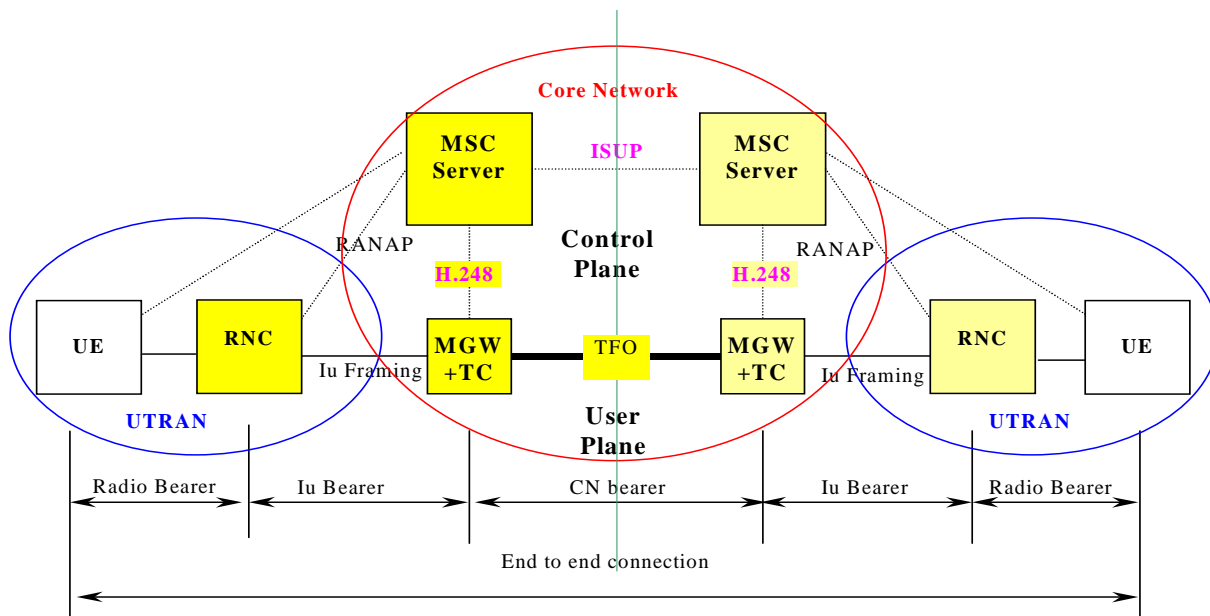 Core Network
MSC
Server
ISUP
MSC
Server
RANAP
Control
Plane
RANAP
H.248
H.248
UE
RNC
Iu Framing
MGW
+TC
TFO
MGW
+TC
Iu Framing
RNC
UE
UTRAN
User
Plane
UTRAN
Radio Bearer
Iu Bearer
CN bearer
Iu Bearer
Radio Bearer
End to end connection